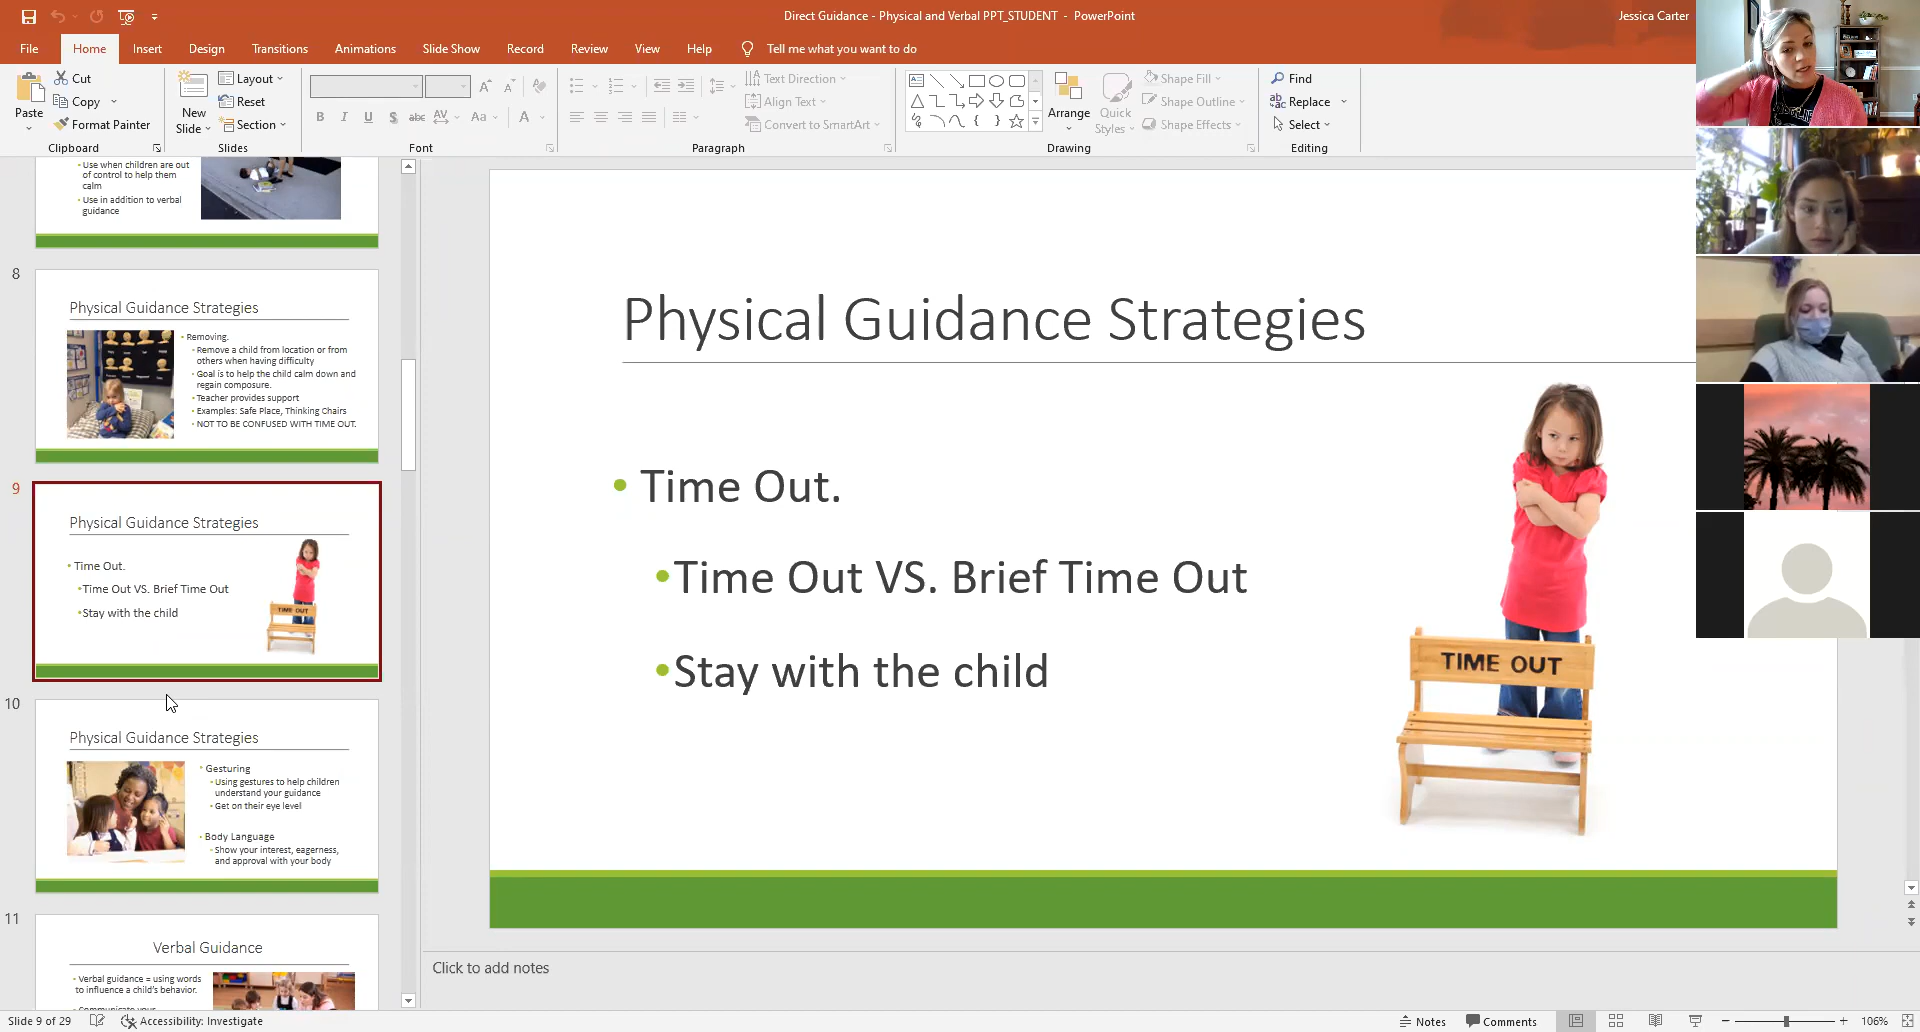 Direct Guidance - Physical and Verbal PPT_STUDENT - PowerPoint
Jessica Carter
File Home Insert Design Transitions Animations Slide Show Record Review View Help Tell me what you want to do
Paste
Cut
Copy
Format Painter
Clipboard
New
Slide
Layout
Reset
Section
Slides
B I U S abc AV Aa A
Font
Text Direction
Align Text
Convert to SmartArt
Paragraph
Arrange
Quick
Styles
Shape Fill
Shape Outline
Shape Effects
Drawing
Find
Replace
Select
Editing
• Use when children are out
of control to help them
calm
• Use in addition to verbal
guidance
8
Physical Guidance Strategies
• Removing.
• Remove a child from location or from
others when having difficulty
• Goal is to help the child calm down and
regain composure.
• Teacher provides support
• Examples: Safe Place, Thinking Chairs
• NOT TO BE CONFUSED WITH TIME OUT.
9
Physical Guidance Strategies
• Time Out.
• Time Out VS. Brief Time Out
• Stay with the child
TIME OUT
10
Physical Guidance Strategies
• Gesturing
• Using gestures to help children
understand your guidance
• Get on their eye level
• Body Language
• Show your interest, eagerness,
and approval with your body
11
Verbal Guidance
• Verbal guidance = using words
to influence a child's behavior.
Physical Guidance Strategies
• Time Out.
• Time Out VS. Brief Time Out
• Stay with the child
TIME OUT
Click to add notes
Slide 9 of 29
Accessibility: Investigate
Notes
Comments
106%